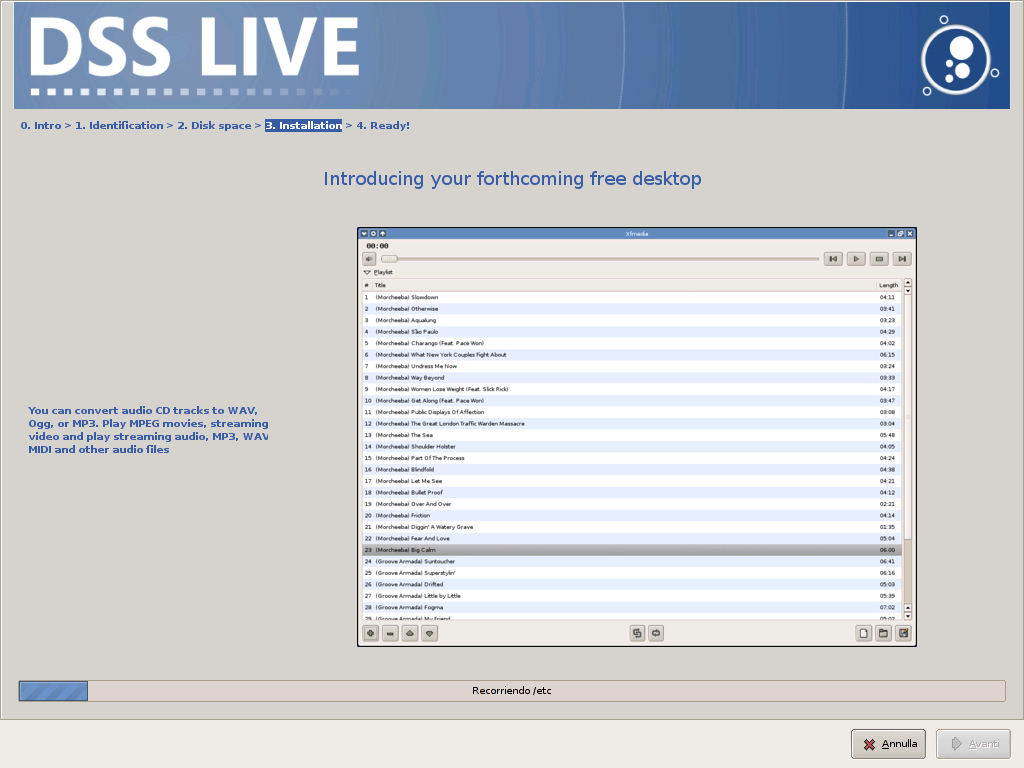 DSS LIVE
0. Intro > 1. Identification > 2. Disk space > 3. Installation > 4. Ready!
Introducing your forthcoming free desktop
You can convert audio CD tracks to WAV,
Ogg, or MP3. Play MPEG movies, streaming
video and play streaming audio, MP3, WAV
MIDI and other audio files
Xfmedia
00:00
Playlist
# Title Length
1 (Morcheeba) Slowdown 04:11
2 (Morcheeba) Otherwise 03:41
3 (Morcheeba) Aqualung 03:23
4 (Morcheeba) São Paulo 04:29
5 (Morcheeba) Charango (Feat. Pace Won) 04:02
6 (Morcheeba) What New York Couples Fight About 06:15
7 (Morcheeba) Undress Me Now 03:24
8 (Morcheeba) Way Beyond 03:33
9 (Morcheeba) Women Lose Weight (Feat. Slick Rick) 04:17
10 (Morcheeba) Get Along (Feat. Pace Won) 03:47
11 (Morcheeba) Public Displays Of Affection 03:08
12 (Morcheeba) The Great London Traffic Warden Massacre 03:04
13 (Morcheeba) The Sea 05:48
14 (Morcheeba) Shoulder Holster 04:05
15 (Morcheeba) Part Of The Process 04:24
16 (Morcheeba) Blindfold 04:38
17 (Morcheeba) Let Me See 04:21
18 (Morcheeba) Bullet Proof 04:12
19 (Morcheeba) Over And Over 02:21
20 (Morcheeba) Friction 04:14
21 (Morcheeba) Diggin' A Watery Grave 01:35
22 (Morcheeba) Fear And Love 05:04
23 (Morcheeba) Big Calm 06:00
24 (Groove Armada) Suntoucher 06:41
25 (Groove Armada) Superstylin' 06:16
26 (Groove Armada) Drifted 05:03
27 (Groove Armada) Little by Little 05:39
28 (Groove Armada) Fogma 07:02
29 (Groove Armada) My Friend 05:02
Recorriendo /etc
Annulla
Avanti